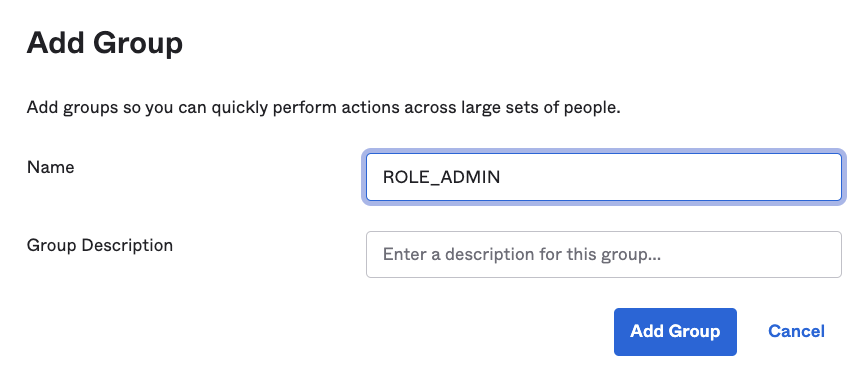 Add Group
Add groups so you can quickly perform actions across large sets of people.
Name
ROLE_ADMIN
Group Description
Enter a description for this group...
Add Group
Cancel